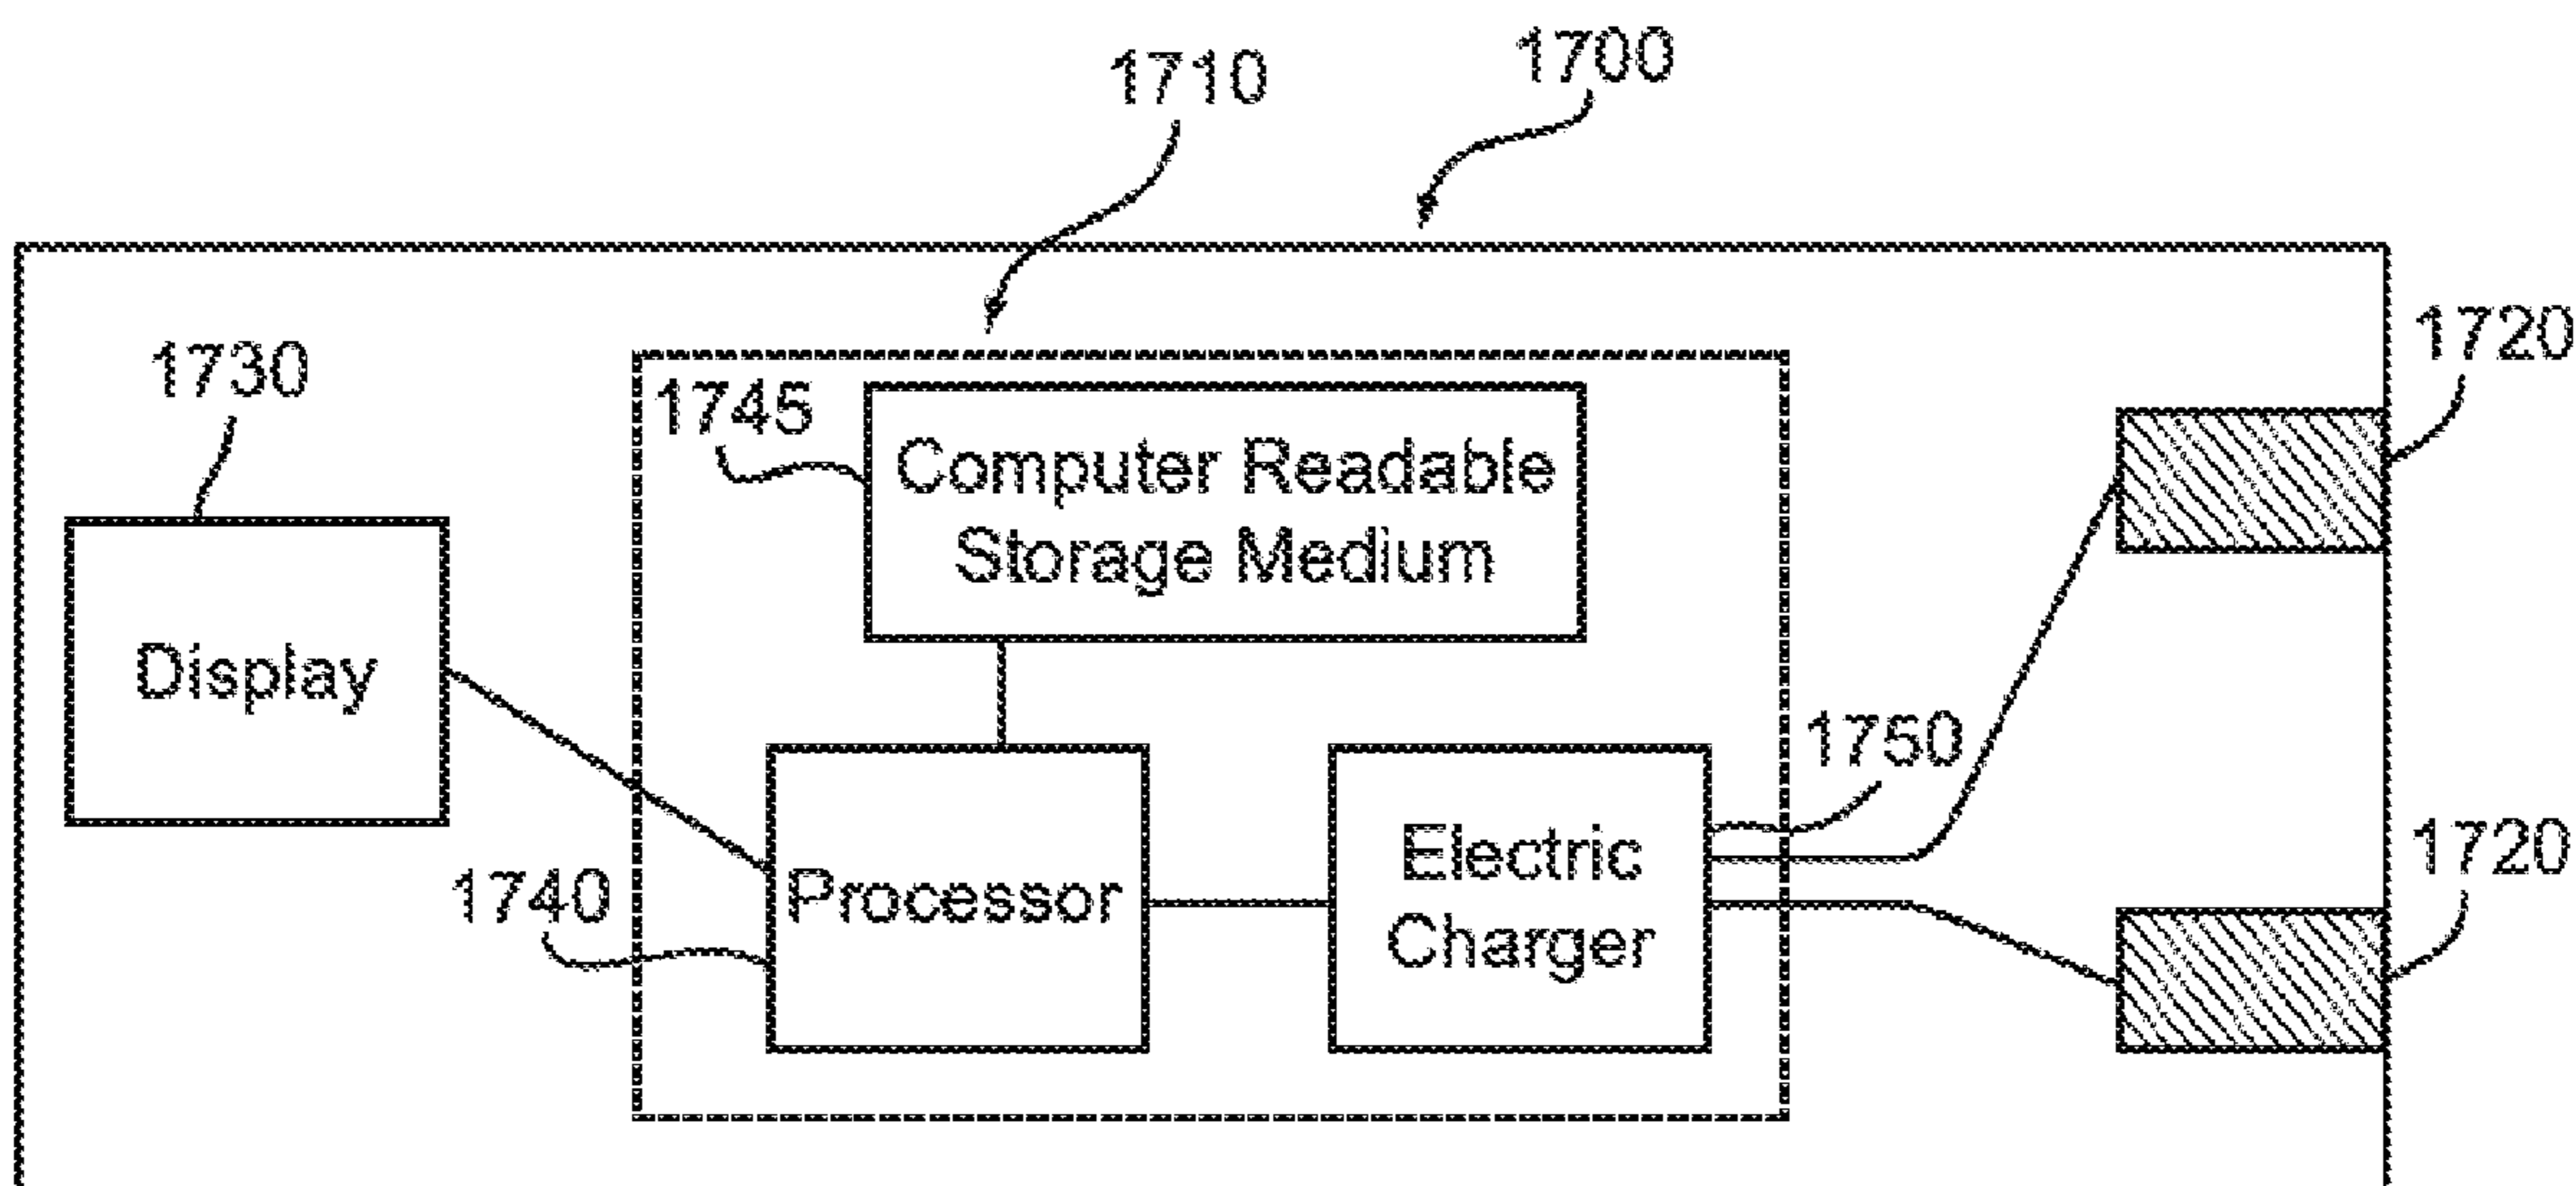 1700
1710
1720
1730
1745
Computer Readable
Storage Medium
Display
1750
1720
1740
Processor
Electric
Charger